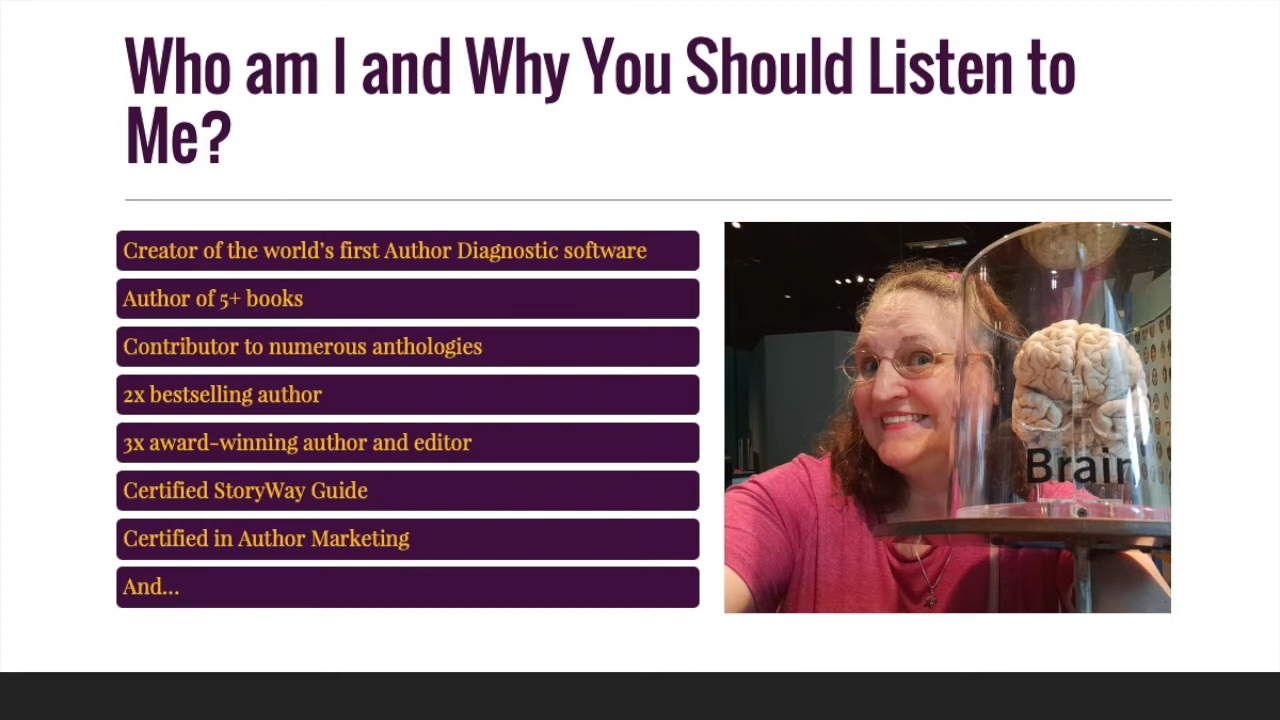 Who am I and Why You Should Listen to
Me?
Creator of the world's first Author Diagnostic software
Author of 5+ books
Contributor to numerous anthologies
2x bestselling author
3x award-winning author and editor
Certified StoryWay Guide
Certified in Author Marketing
And...
Brain